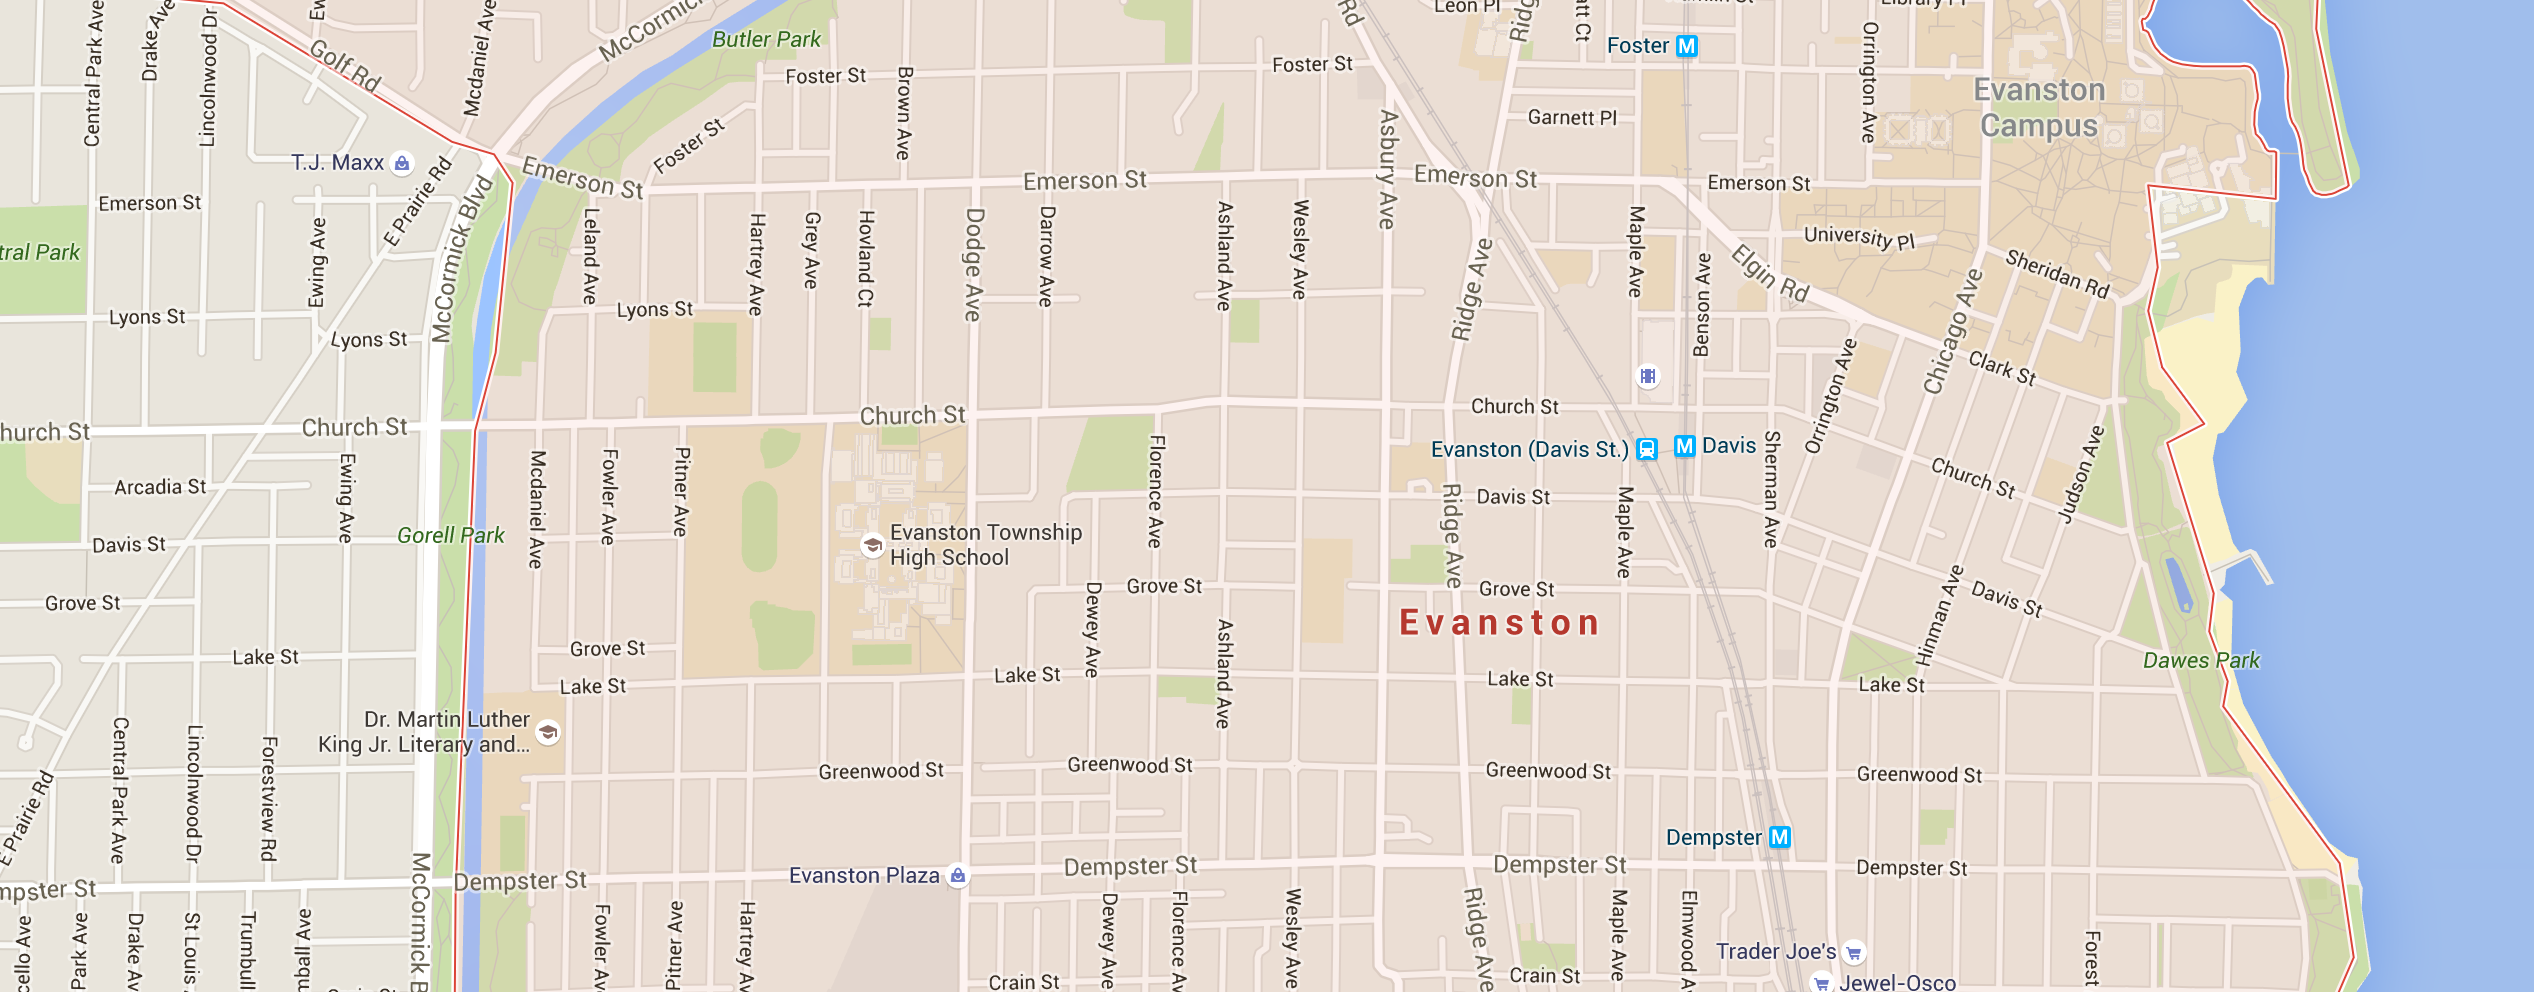 Central Park Ave
Drake Ave
Lincolnwood Dr
Golf Rd
Mcdaniel Ave
McCormick
Butler Park
Foster St
Brown Ave
Foster St
Rd
Leon Pl
Ridge
Foster
Library Pl
Orrington Ave
Evanston
Campus
Garnett Pl
Foster St
Asbury Ave
T.J. Maxx
E Prairie Rd
Emerson St
Emerson St
Emerson St
Emerson St
Emerson St
McCormick Blvd
Ewing Ave
tral Park
Leland Ave
Hartrey Ave
Grey Ave
Hovland Ct
Dodge Ave
Darrow Ave
Ashland Ave
Wesley Ave
Ridge Ave
Maple Ave
Benson Ave
University Pl
Elgin Rd
Sheridan Rd
Chicago Ave
Lyons St
Lyons St
Lyons St
Orrington Ave
Clark St
hurch St
Church St
Church St
Church St
Church St
Evanston (Davis St.)
Davis
Sherman Ave
Judson Ave
Arcadia St
Ewing Ave
Mcdaniel Ave
Fowler Ave
Pitner Ave
Florence Ave
Ridge Ave
Davis St
Maple Ave
Gorell Park
Davis St
Evanston Township
High School
Grove St
Grove St
Grove St
Dewey Ave
Hinman Ave
Davis St
Evanston
Grove St
Lake St
Lake St
Lake St
Ashland Ave
Lake St
Lake St
Dawes Park
Dr. Martin Luther
King Jr. Literary and...
Central Park Ave
Lincolnwood Dr
Forestview Rd
E Prairie Rd
Greenwood St
Greenwood St
Greenwood St
Greenwood St
Dempster
mpster St
Dempster St
Evanston Plaza
Dempster St
Dempster St
Dempster St
McCormick B
cello Ave
Park Ave
Drake Av
St Louis
Trumbull
Fowler Av
Pitner Ave
Hartrey Av
Dewey Ave
Florence A
Wesley Ave
Ridge Ave
Maple Ave
Elmwood A
Trader Joe's
Forest
Crain St
Crain St
Jewel-Osco